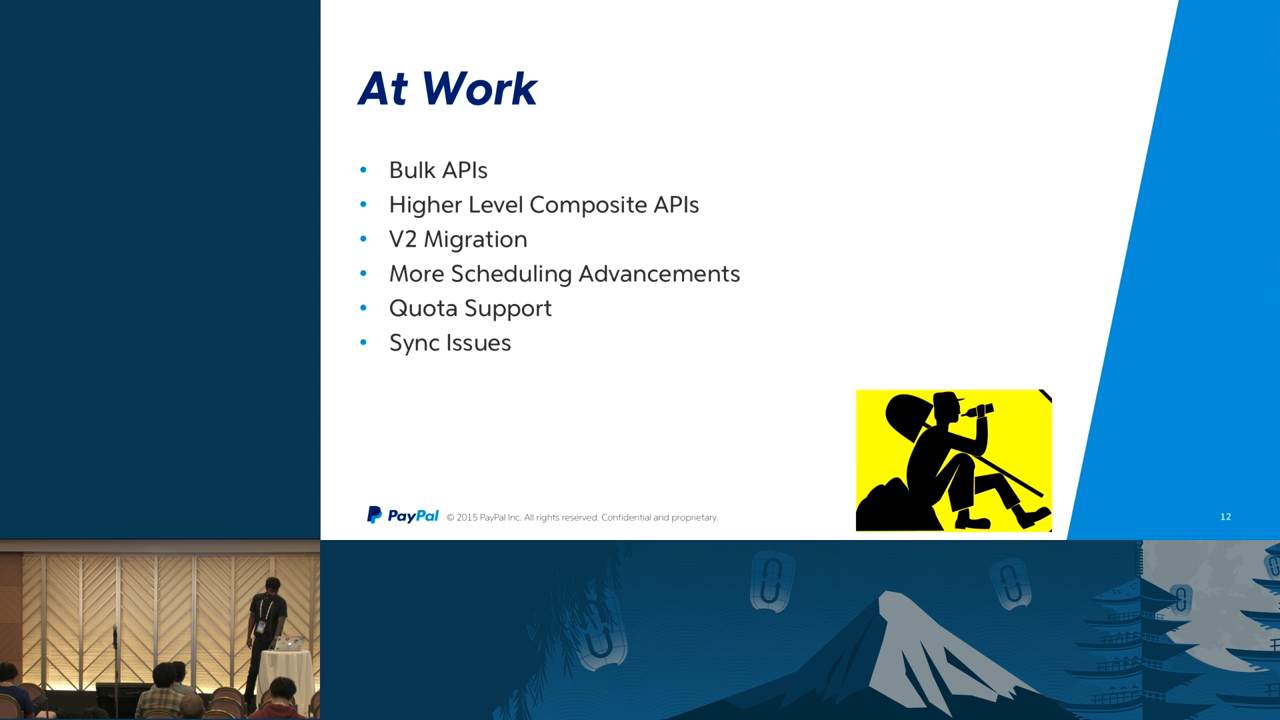 At Work
• Bulk APIs
• Higher Level Composite APIs
• V2 Migration
• More Scheduling Advancements
• Quota Support
• Sync Issues
PayPal © 2015 PayPal Inc. All rights reserved. Confidential and proprietary.
12